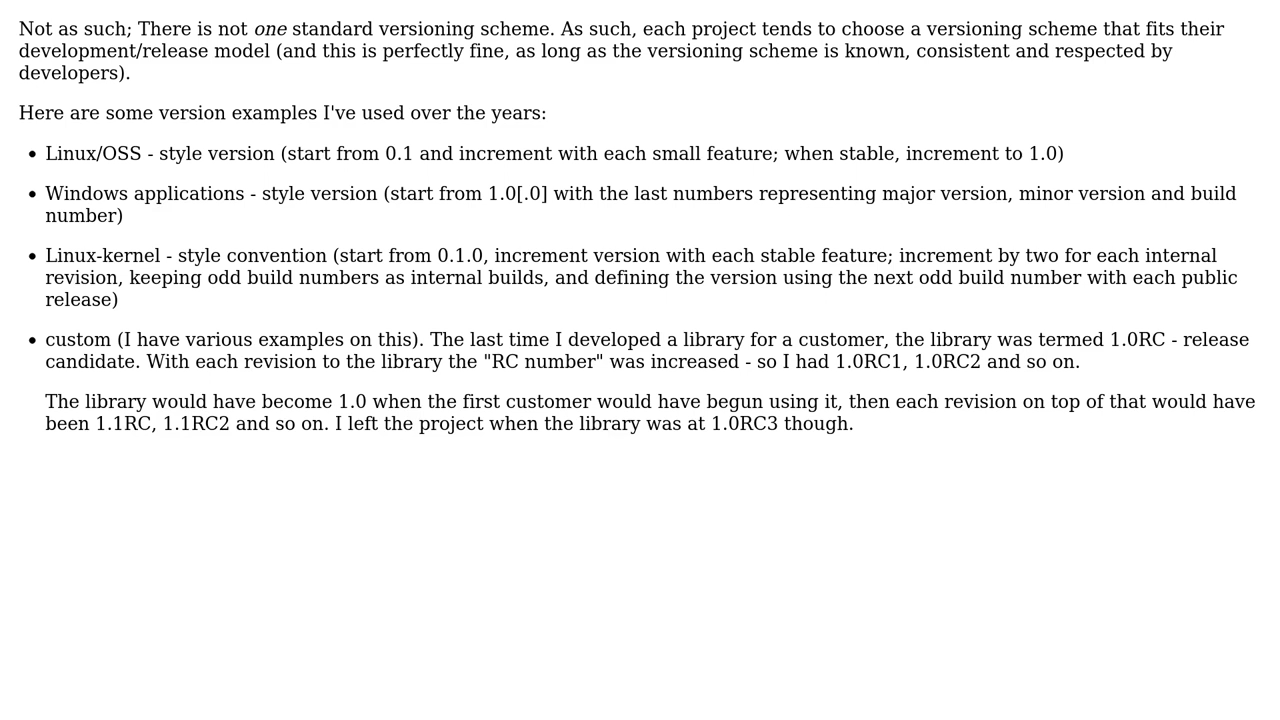 Not as such; There is not one standard versioning scheme. As such, each project tends to choose a versioning scheme that fits their
development/release model (and this is perfectly fine, as long as the versioning scheme is known, consistent and respected by
developers).
Here are some version examples I've used over the years:
• Linux/OSS - style version (start from 0.1 and increment with each small feature; when stable, increment to 1.0)
• Windows applications - style version (start from 1.0[.0] with the last numbers representing major version, minor version and build
number)
• Linux-kernel - style convention (start from 0.1.0, increment version with each stable feature; increment by two for each internal
revision, keeping odd build numbers as internal builds, and defining the version using the next odd build number with each public
release)
• custom (I have various examples on this). The last time I developed a library for a customer, the library was termed 1.0RC - release
candidate. With each revision to the library the "RC number" was increased - so I had 1.0RC1, 1.0RC2 and so on.
The library would have become 1.0 when the first customer would have begun using it, then each revision on top of that would have
been 1.1RC, 1.1RC2 and so on. I left the project when the library was at 1.0RC3 though.